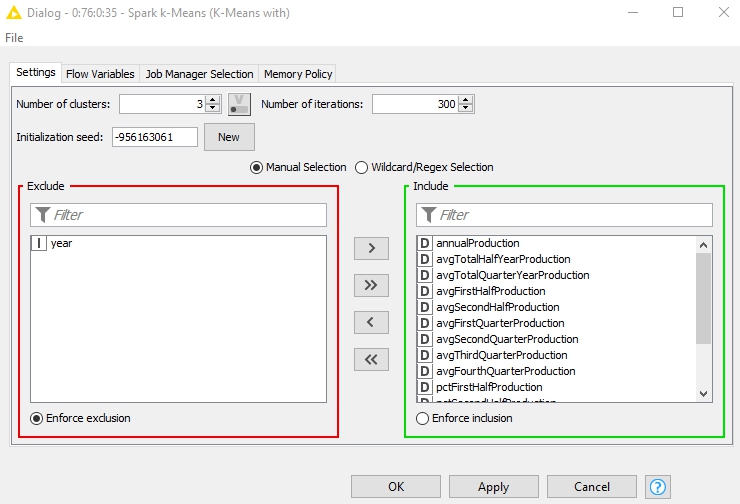 Dialog - 0:76:0:35 - Spark k-Means (K-Means with)
File
Settings Flow Variables Job Manager Selection Memory Policy
Number of clusters: 3 V Number of iterations: 300
Initialization seed: -956163061 New
Manual Selection Wildcard/Regex Selection
Exclude
Filter
I year
Enforce exclusion
>
>>
<
<<
Include
Filter
D annualProduction
D avgTotalHalfYearProduction
D avgTotalQuarterYearProduction
D avgFirstHalfProduction
D avgSecondHalfProduction
D avgFirstQuarterProduction
D avgSecondQuarterProduction
D avgThirdQuarterProduction
D avgFourthQuarterProduction
D pctFirstHalfProduction
D pctSecondHalfProduction
Enforce inclusion
OK Apply Cancel ?